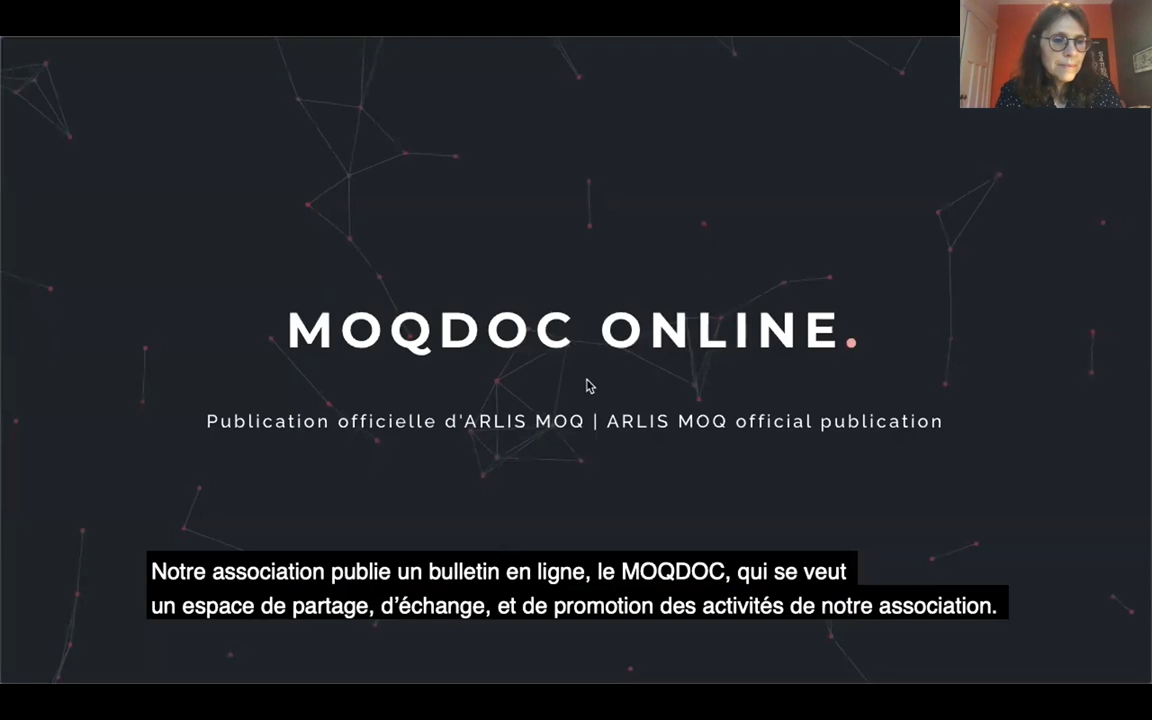 MOQDOC ONLINE.
Publication officielle d'ARLIS MOQ | ARLIS MOQ official publication
Notre association publie un bulletin en ligne, le MOQDOC, qui se veut
un espace de partage, d’échange, et de promotion des activités de notre association.